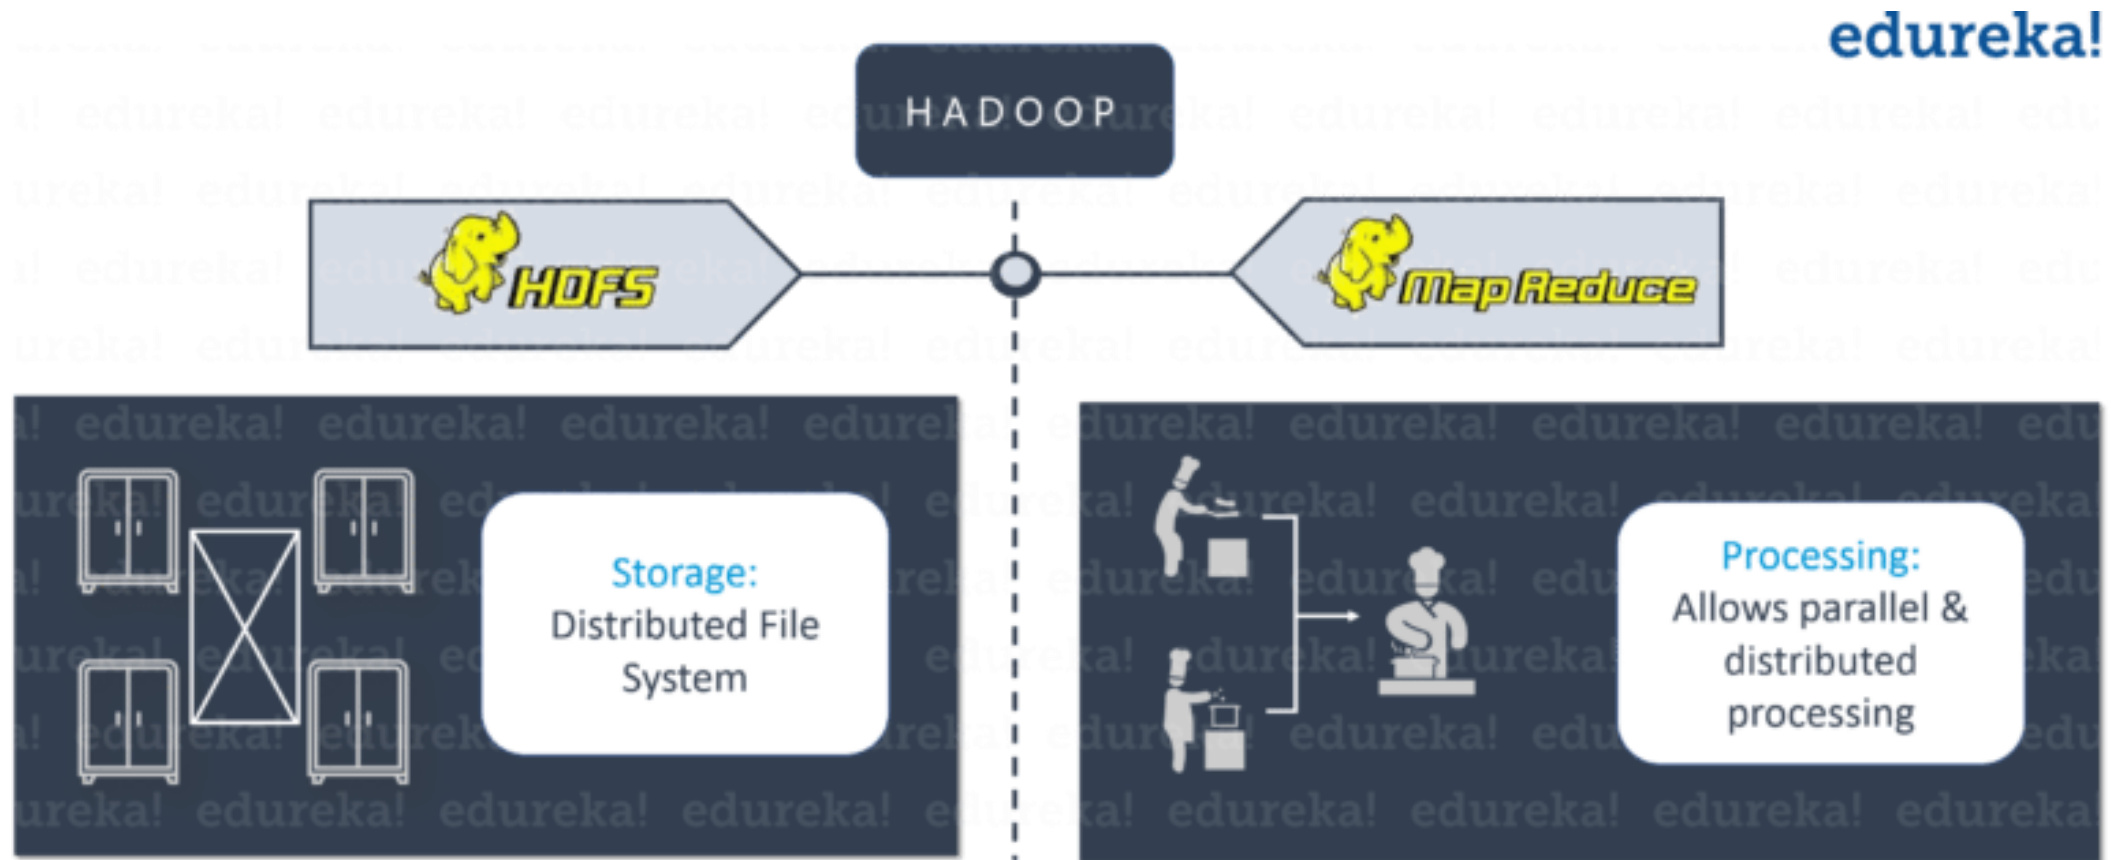 edureka!
HADOOP
HDFS
Map Reduce
Storage:
Distributed File
System
Processing:
Allows parallel &
distributed
processing